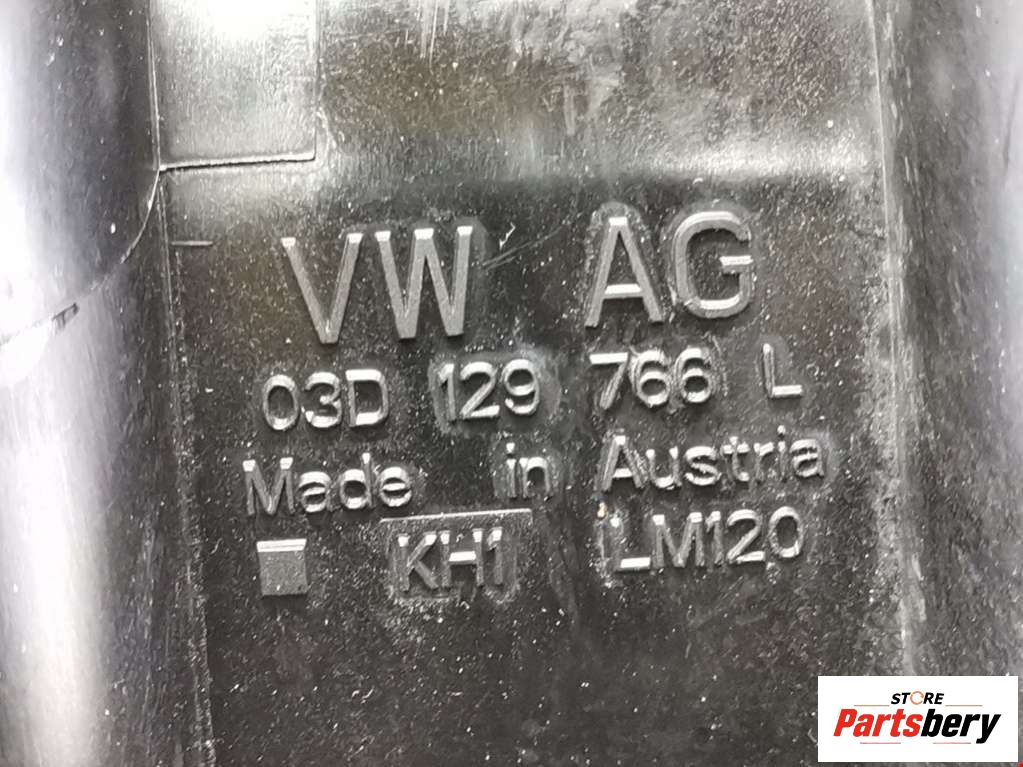 VW AG
03D 129 766 L
Made in Austria
KH1 LM120
STORE
Partsbery